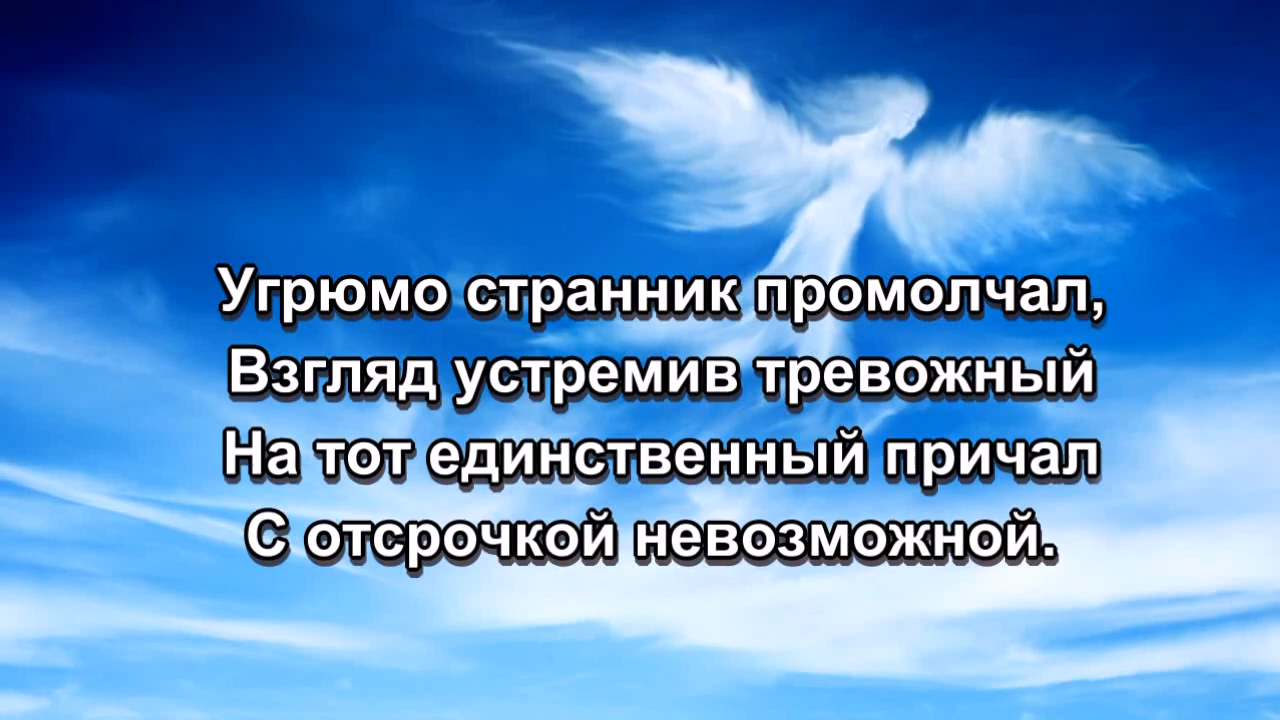 Угрюмо странник промолчал,
Взгляд устремив тревожный
На тот единственный причал
С отсрочкой невозможной.